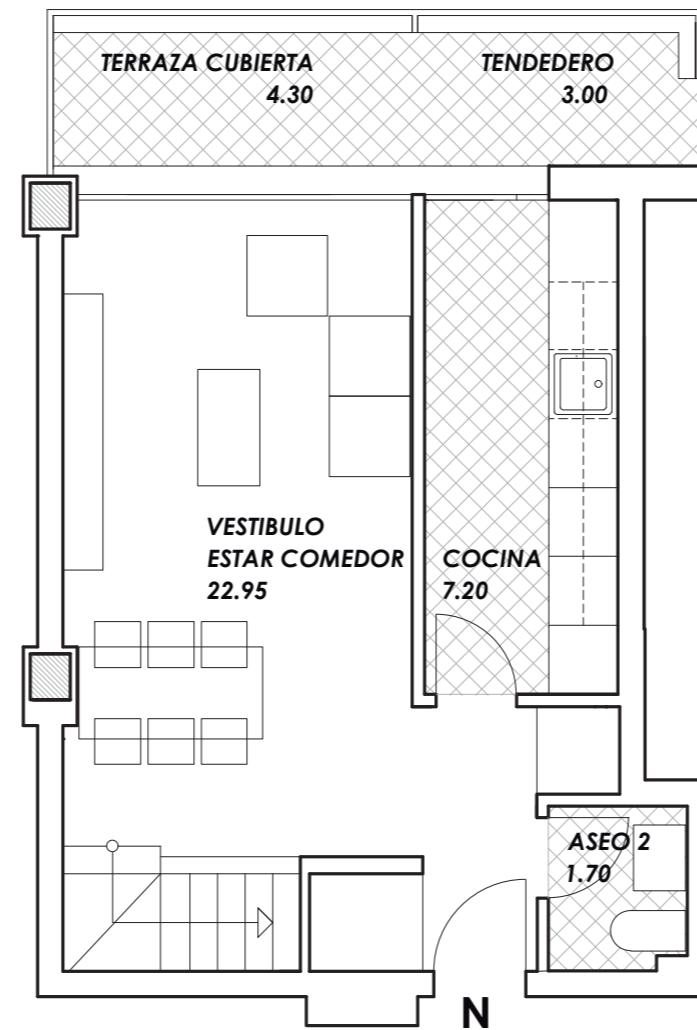 TERRAZA CUBIERTA
4.30
TENDEDERO
3.00
VESTIBULO
ESTAR COMEDOR
22.95
COCINA
7.20
ASEO 2
1.70
N